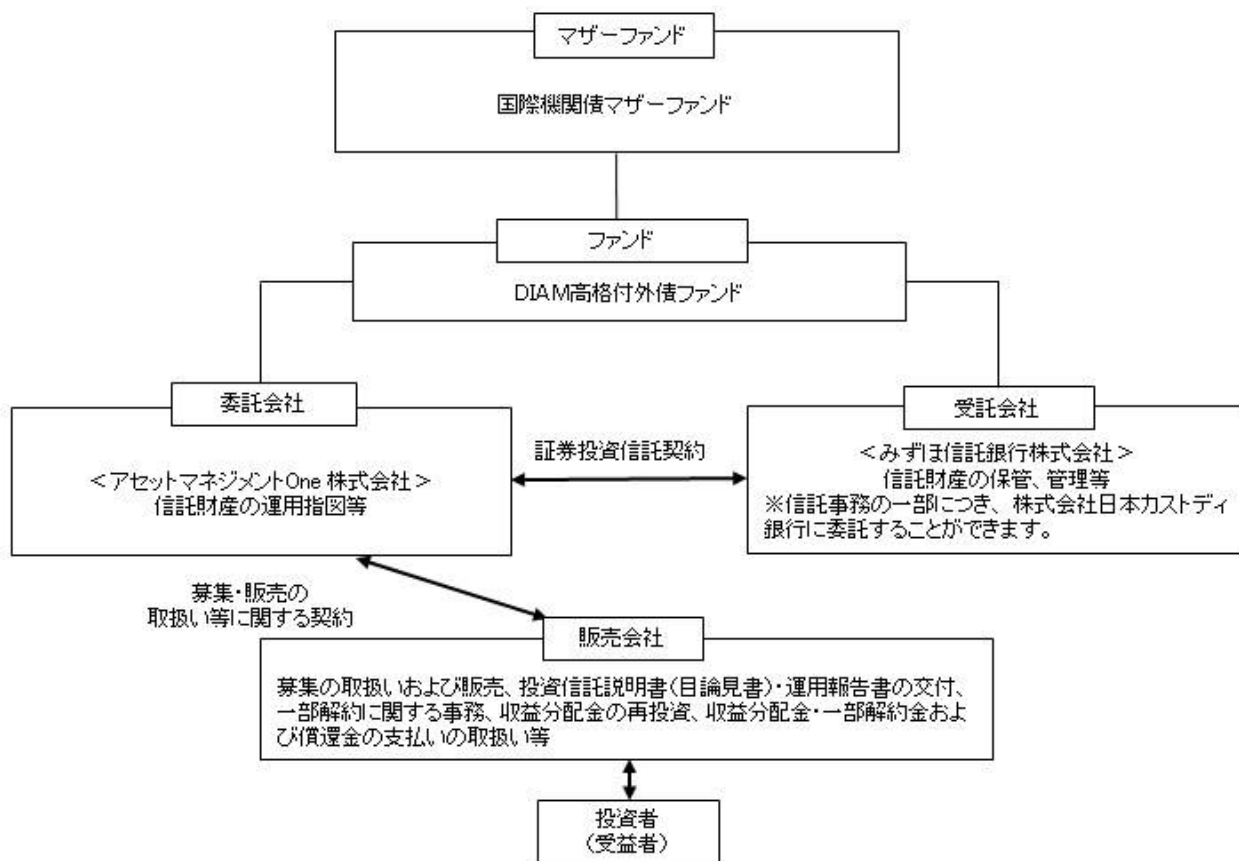 マザーファンド
国際機関債マザーファンド
ファンド
DIAM高格付外債ファンド
委託会社
＜アセットマネジメントOne 株式会社＞
信託財産の運用指図等
証券投資信託契約
受託会社
＜みずほ信託銀行株式会社＞
信託財産の保管、管理等
※信託事務の一部につき、株式会社日本カストディ
銀行に委託することができます。
募集・販売の
取扱い等に関する契約
販売会社
募集の取扱いおよび販売、投資信託説明書(目論見書)・運用報告書の交付、
一部解約に関する事務、収益分配金の再投資、収益分配金・一部解約金およ
び償還金の支払いの取扱い等
投資者
(受益者)